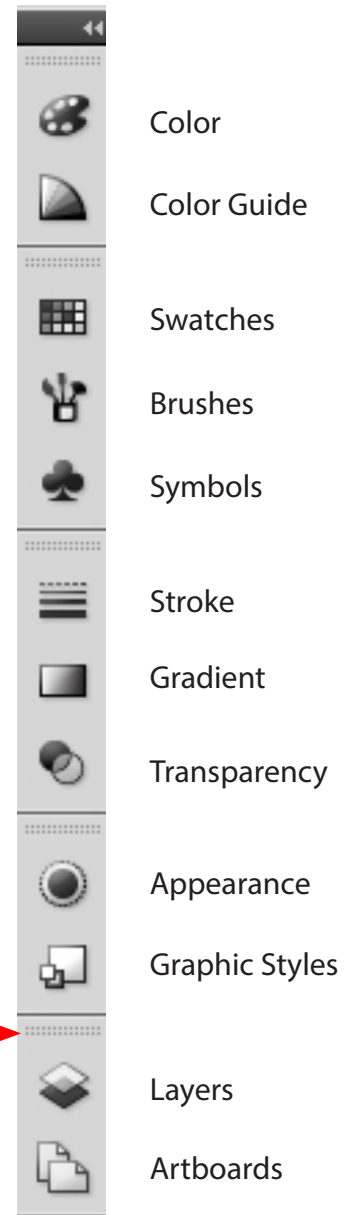 Color
Color Guide
Swatches
Brushes
Symbols
Stroke
Gradient
Transparency
Appearance
Graphic Styles
Layers
Artboards